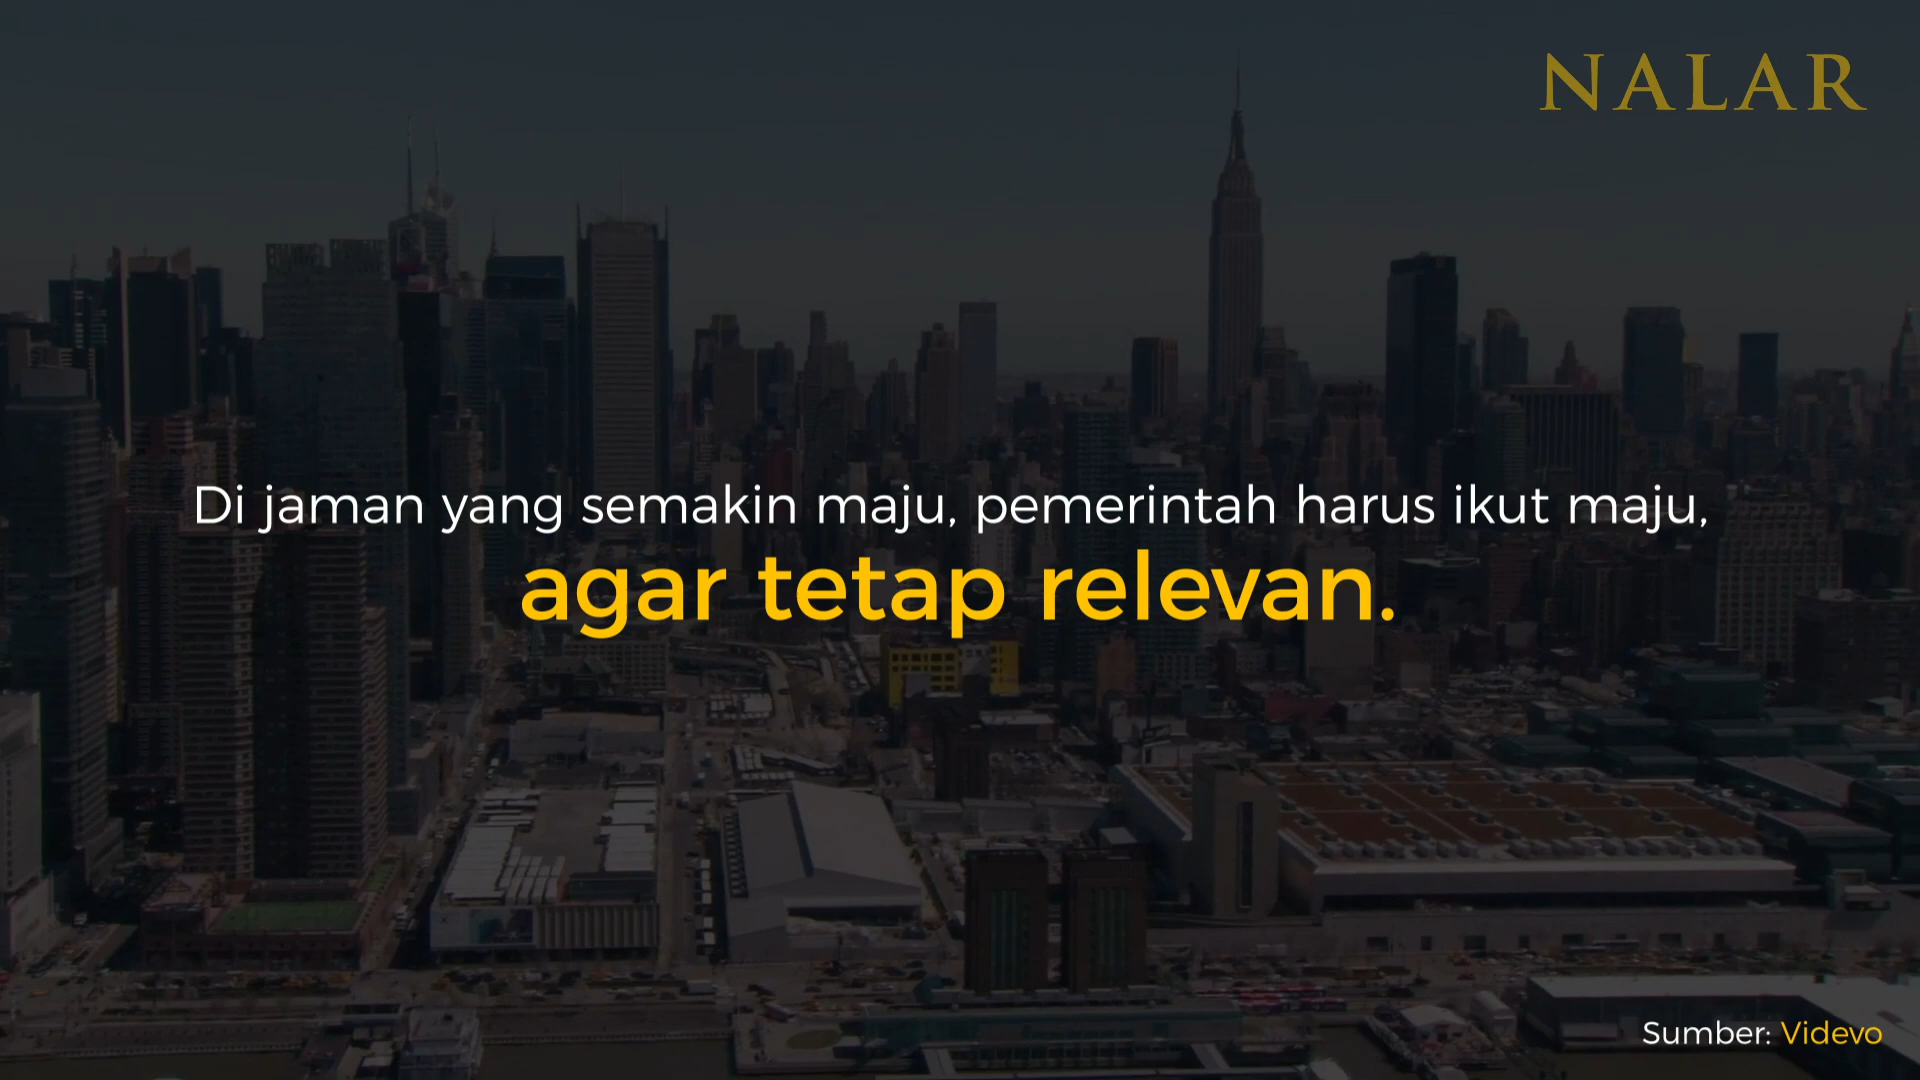 NALAR
Di jaman yang semakin maju, pemerintah harus ikut maju,
agar tetap relevan.
Sumber: Videvo